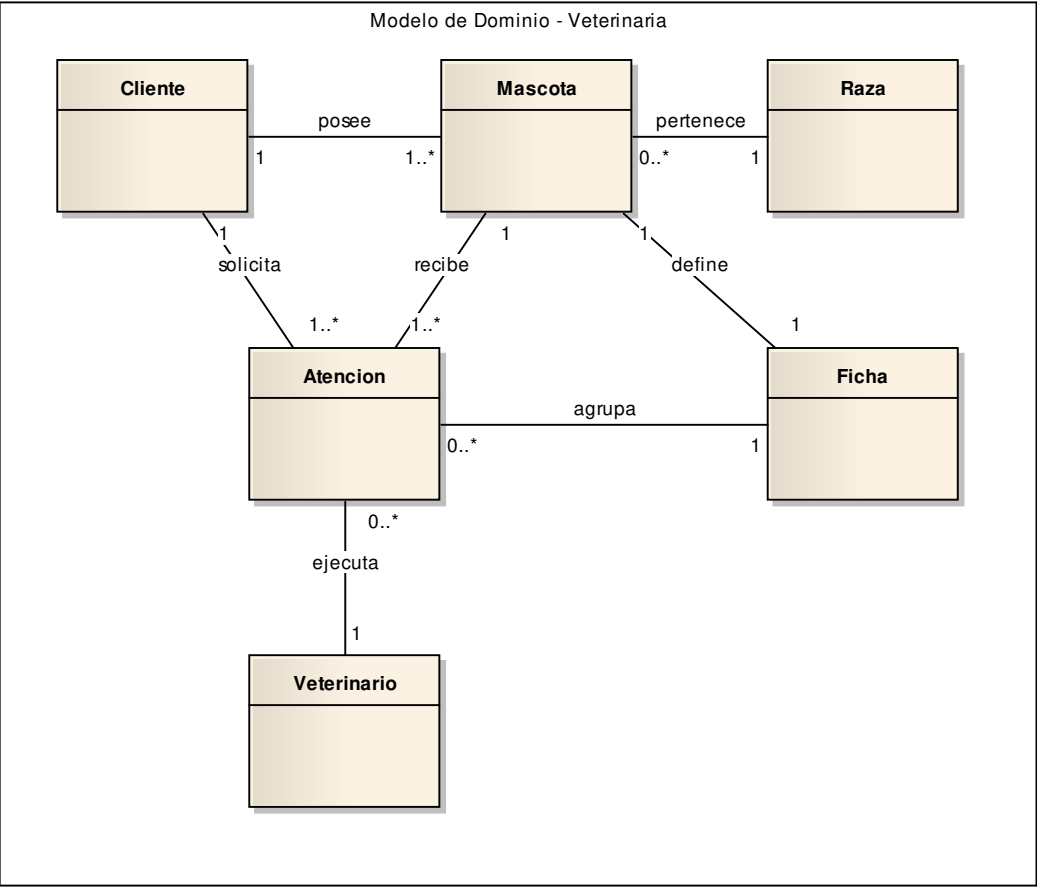 Modelo de Dominio - Veterinaria
Cliente
Mascota
Raza
posee
pertenece
1
1..*
0..*
1
1
1
1
solicita
recibe
define
1..*
1..*
1
Atencion
Ficha
agrupa
0..*
1
0..*
ejecuta
1
Veterinario